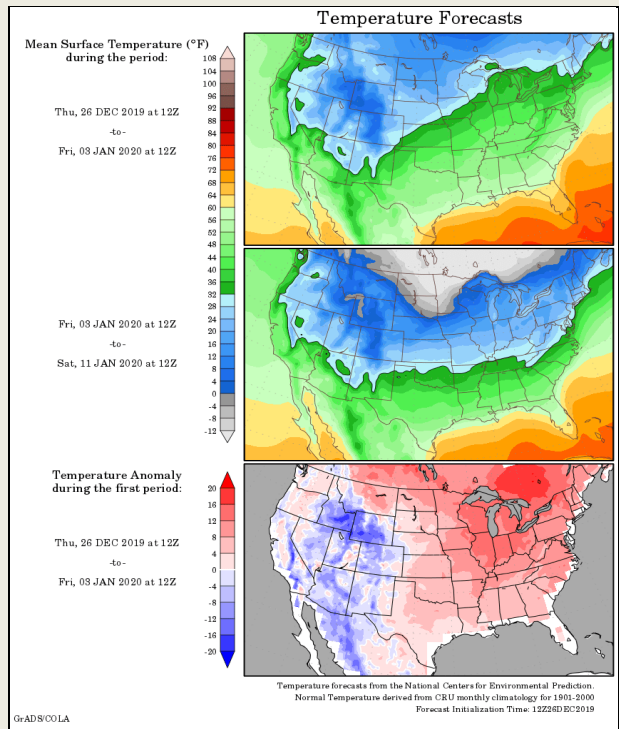 Temperature Forecasts
Mean Surface Temperature (°F)
during the period:
Thu, 26 DEC 2019 at 12Z
-to-
Fri, 03 JAN 2020 at 12Z
108
104
100
96
92
88
84
80
76
72
68
64
60
56
52
48
44
40
36
32
28
24
20
16
12
8
4
0
-4
-8
-12
Fri, 03 JAN 2020 at 12Z
-to-
Sat, 11 JAN 2020 at 12Z
Temperature Anomaly
during the first period:
Thu, 26 DEC 2019 at 12Z
-to-
Fri, 03 JAN 2020 at 12Z
20
16
12
8
4
0
-4
-8
-12
-16
-20
Temperature forecasts from the National Centers for Environmental Prediction.
Normal Temperature derived from CRU monthly climatology for 1901-2000
Forecast Initialization Time: 12Z26DEC2019
GrADS/COLA